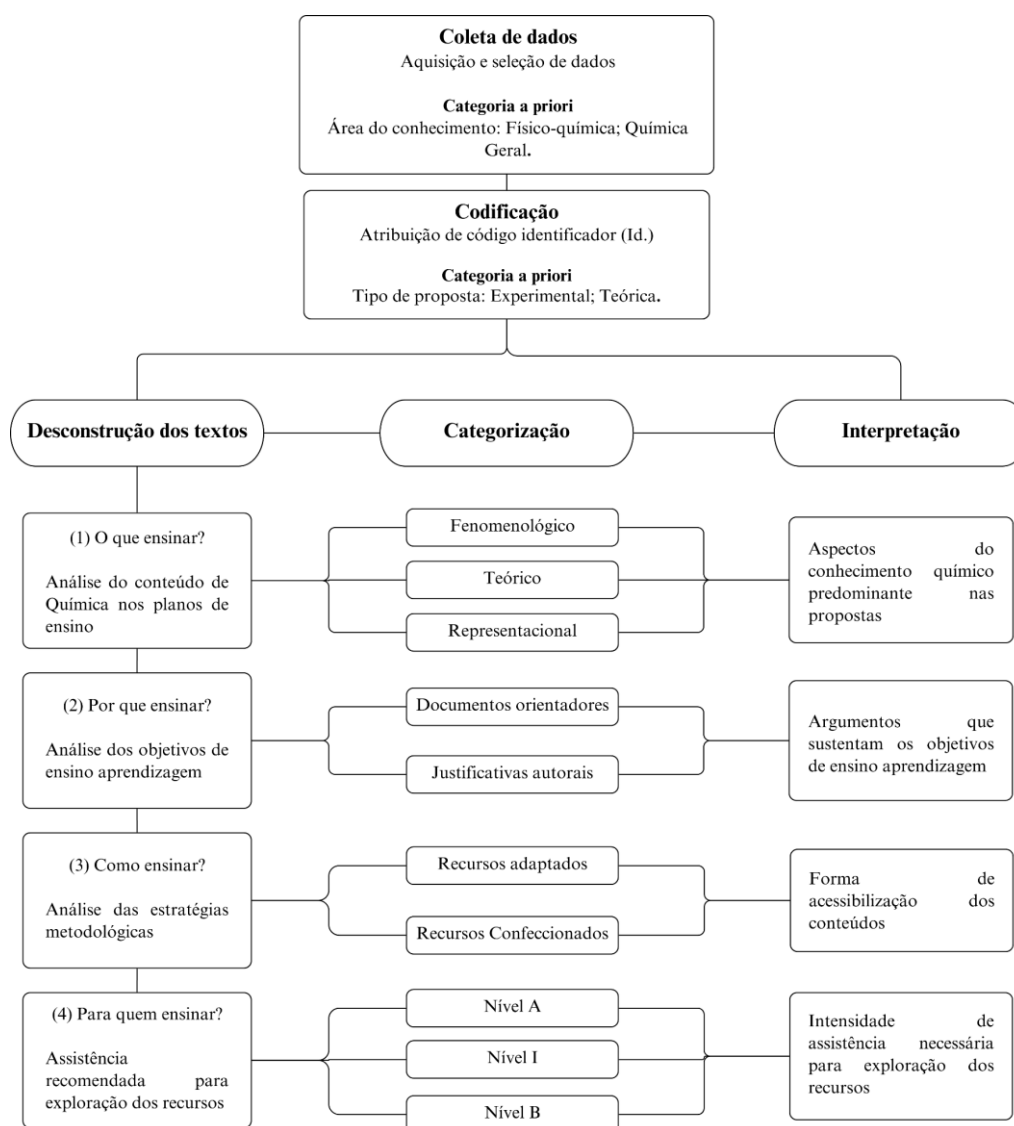 Coleta de dados
Aquisição e seleção de dados
Categoria a priori
Área do conhecimento: Físico-química; Química
Geral.
Codificação
Atribuição de código identificador (Id.)
Categoria a priori
Tipo de proposta: Experimental; Teórica.
Desconstrução dos textos
Categorização
Interpretação
(1) O que ensinar?
Análise do conteúdo de
Química nos planos de
ensino
Fenomenológico
Teórico
Representacional
Aspectos do
conhecimento químico
predominante nas
propostas
(2) Por que ensinar?
Análise dos objetivos de
ensino aprendizagem
Documentos orientadores
Justificativas autorais
Argumentos que
sustentam os objetivos
de ensino aprendizagem
(3) Como ensinar?
Análise das estratégias
metodológicas
Recursos adaptados
Recursos Confeccionados
Forma de
acessibilização dos
conteúdos
(4) Para quem ensinar?
Assistência
recomendada para
exploração dos recursos
Nível A
Nível I
Nível B
Intensidade de
assistência necessária
para exploração dos
recursos